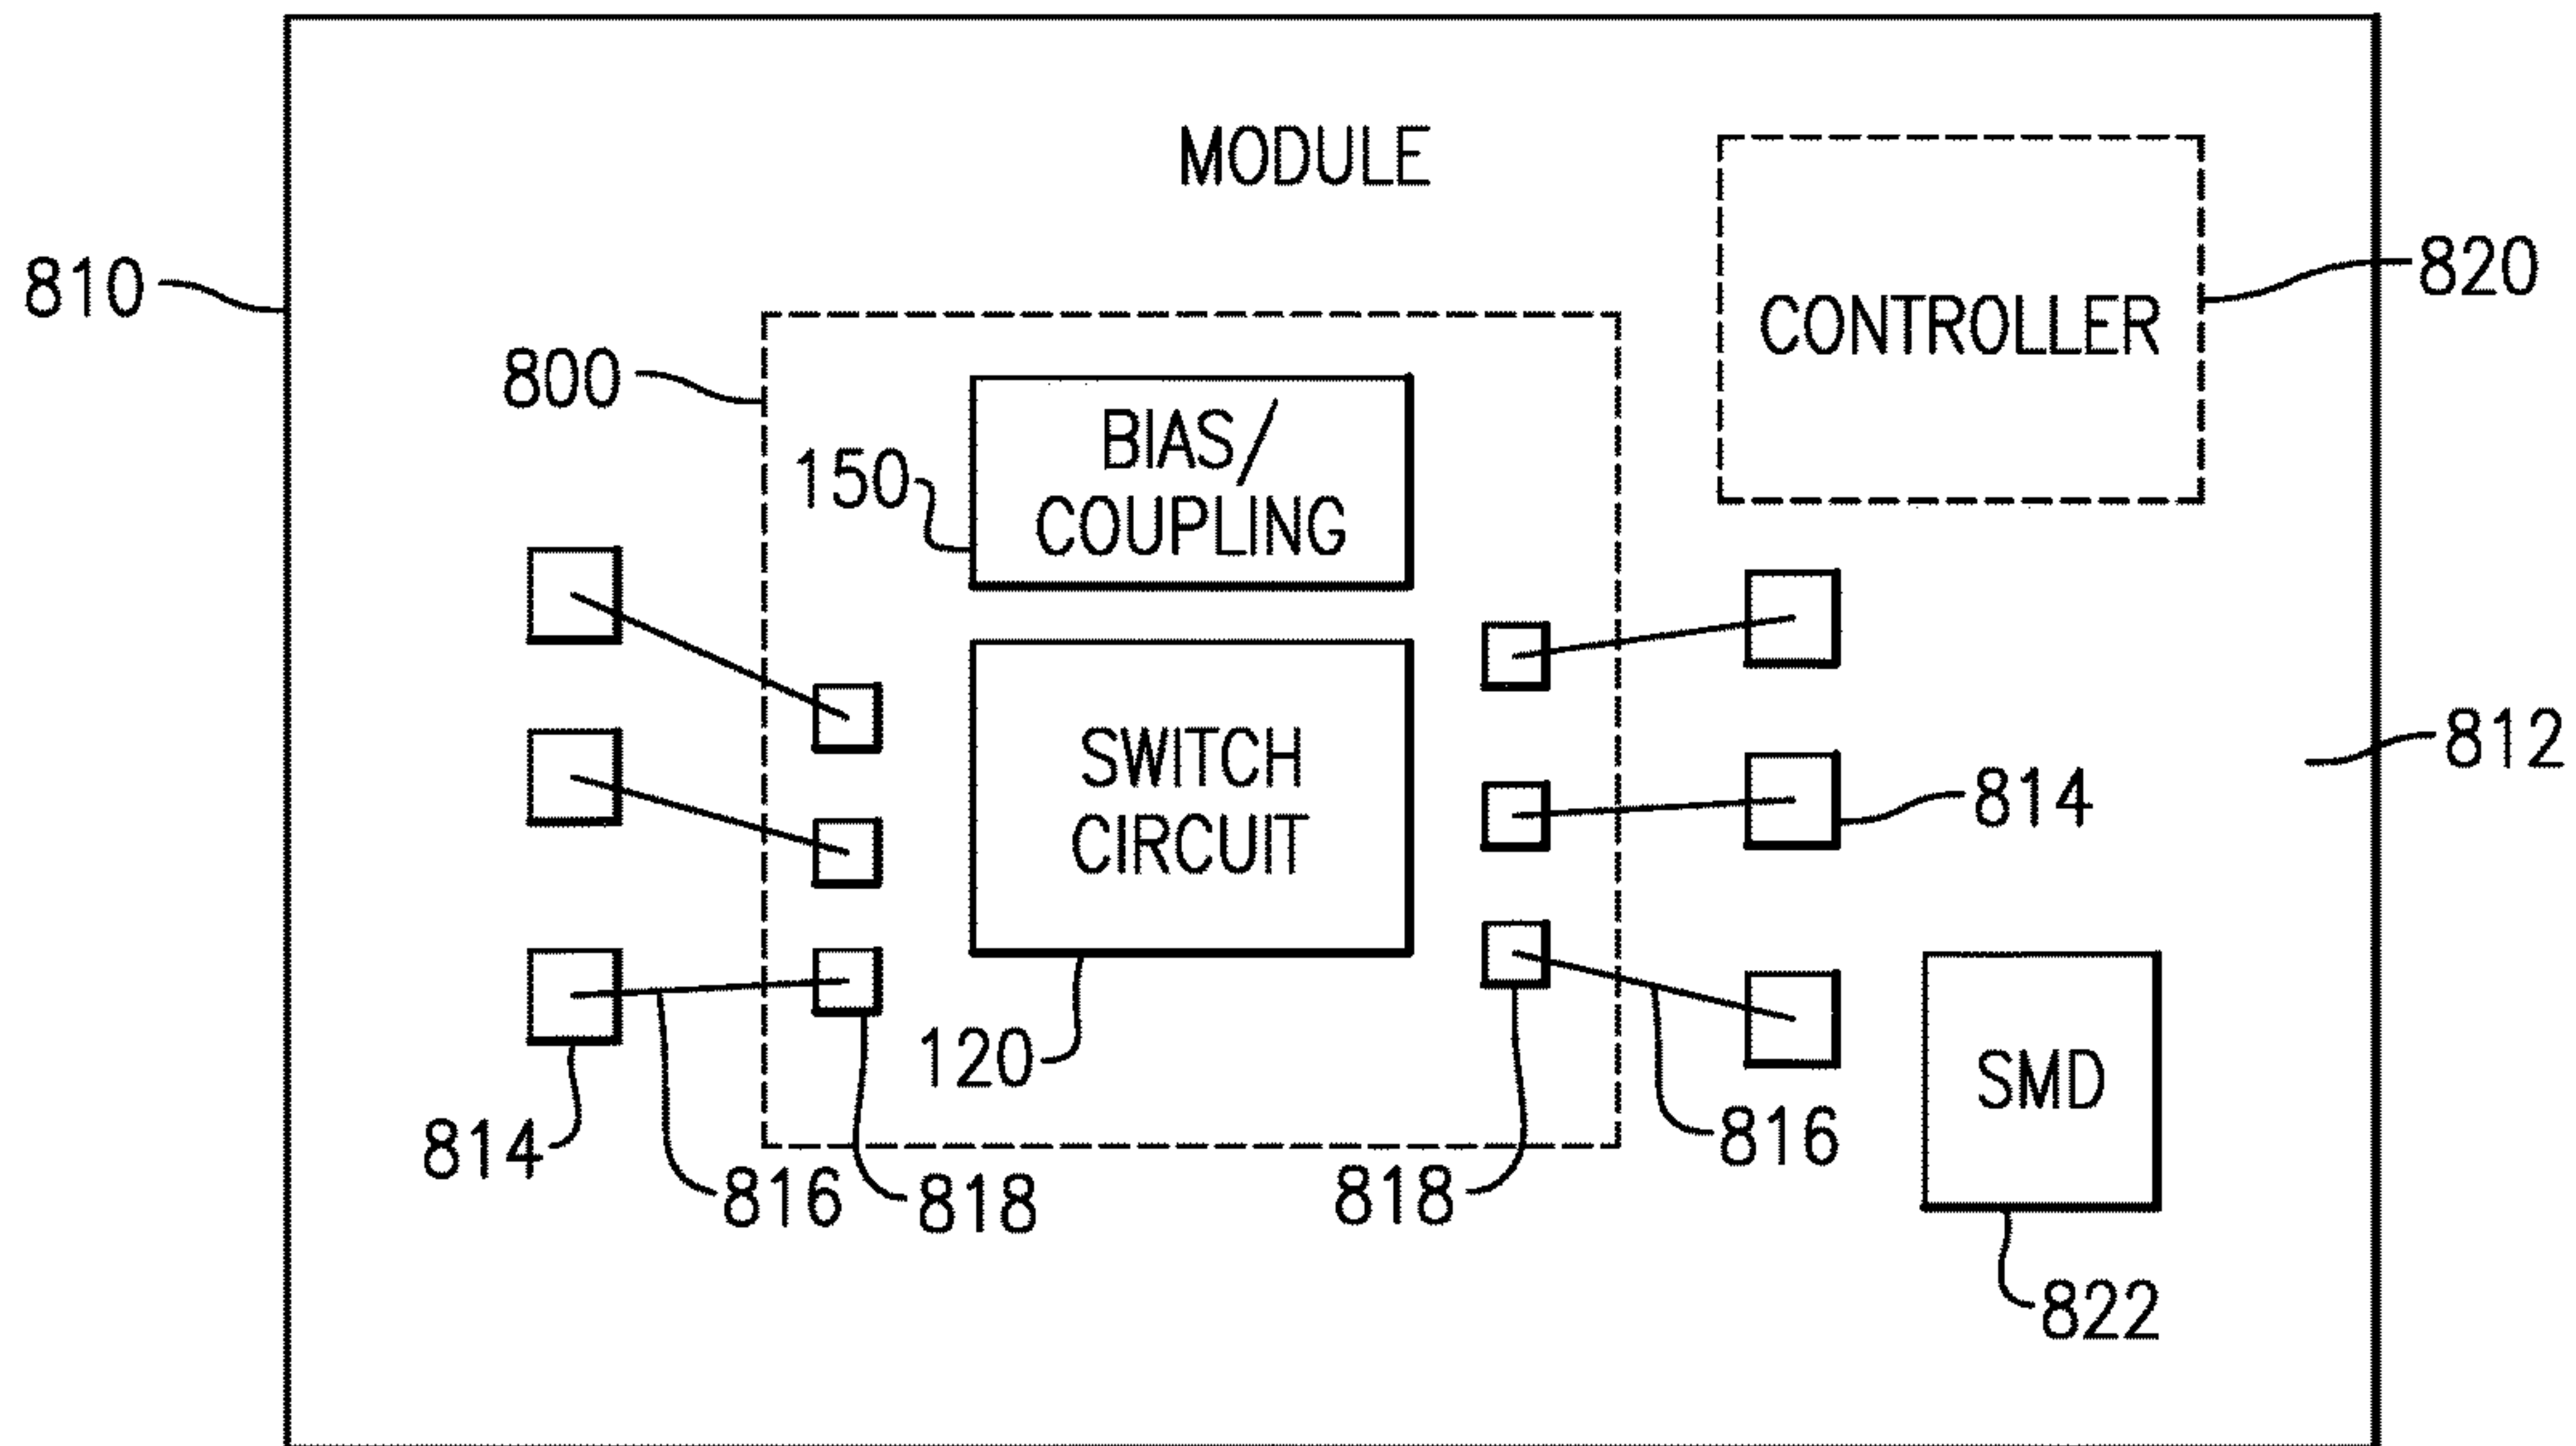 MODULE
810
820
CONTROLLER
800
BIAS/
COUPLING
150
812
SWITCH
CIRCUIT
814
120
SMD
814
816
818
818
816
822